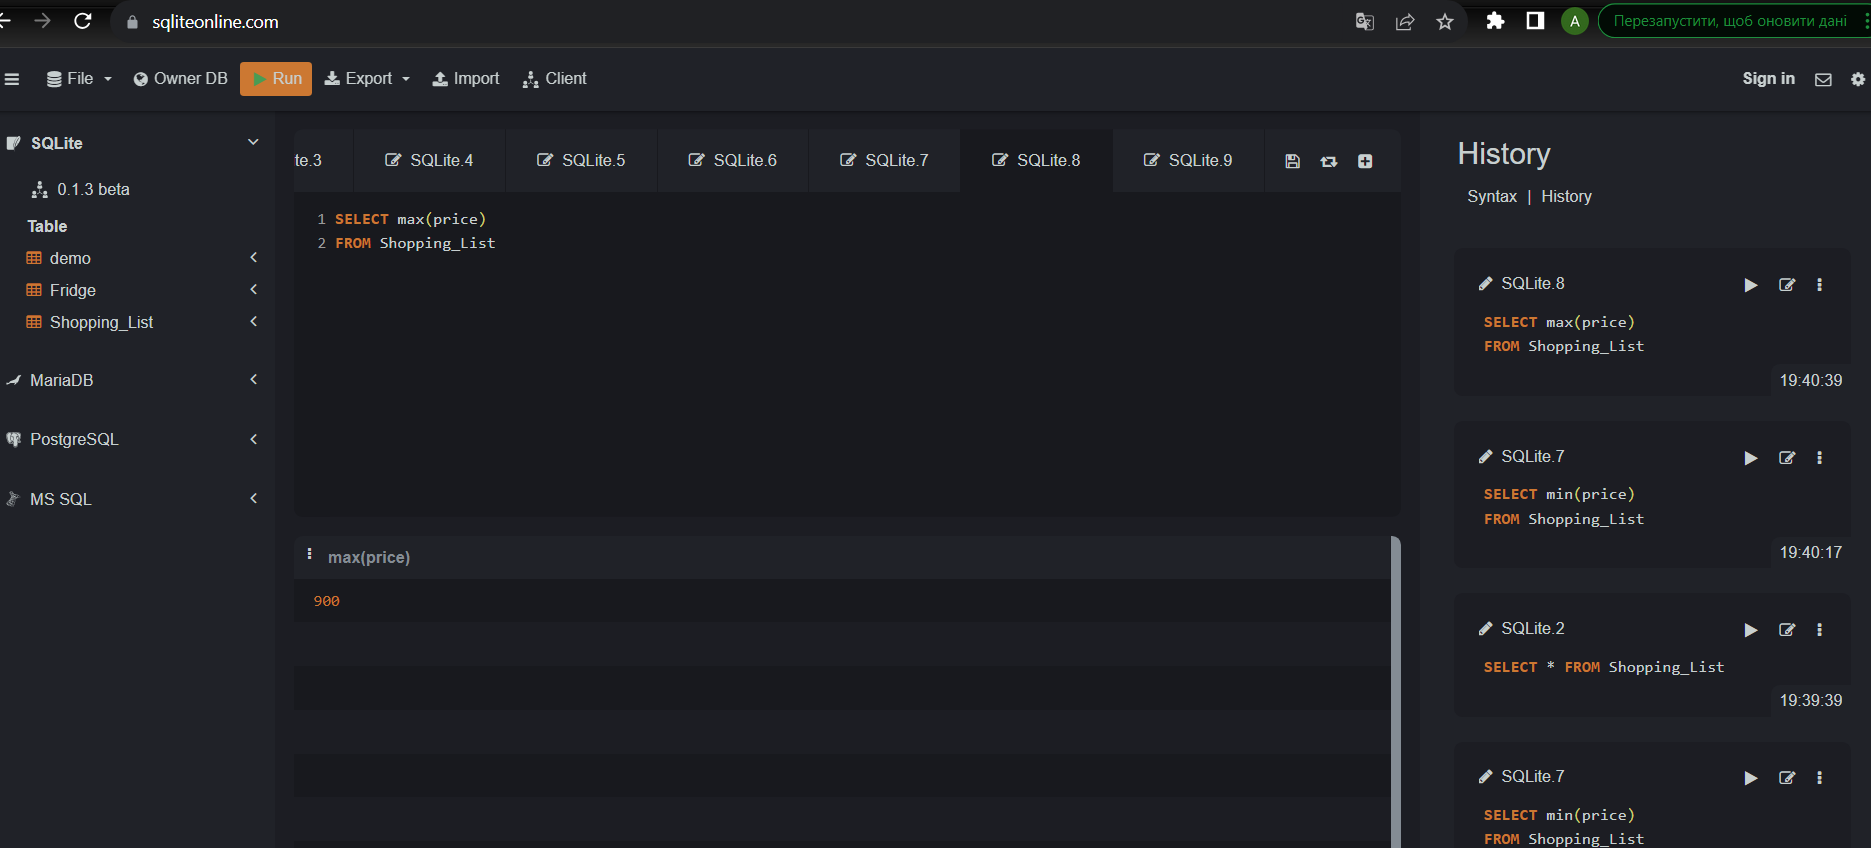 sqliteonline.com
A
Перезапустити, щоб оновити дані
File
Owner DB
Run
Export
Import
Client
Sign in
SQLite
0.1.3 beta
Table
demo
Fridge
Shopping_List
MariaDB
PostgreSQL
MS SQL
te.3
SQLite.4
SQLite.5
SQLite.6
SQLite.7
SQLite.8
SQLite.9
1 SELECT max(price)
2 FROM Shopping_List
max(price)
900
History
Syntax | History
SQLite.8
SELECT max(price)
FROM Shopping_List
19:40:39
SQLite.7
SELECT min(price)
FROM Shopping_List
19:40:17
SQLite.2
SELECT * FROM Shopping_List
19:39:39
SQLite.7
SELECT min(price)
FROM Shopping_List